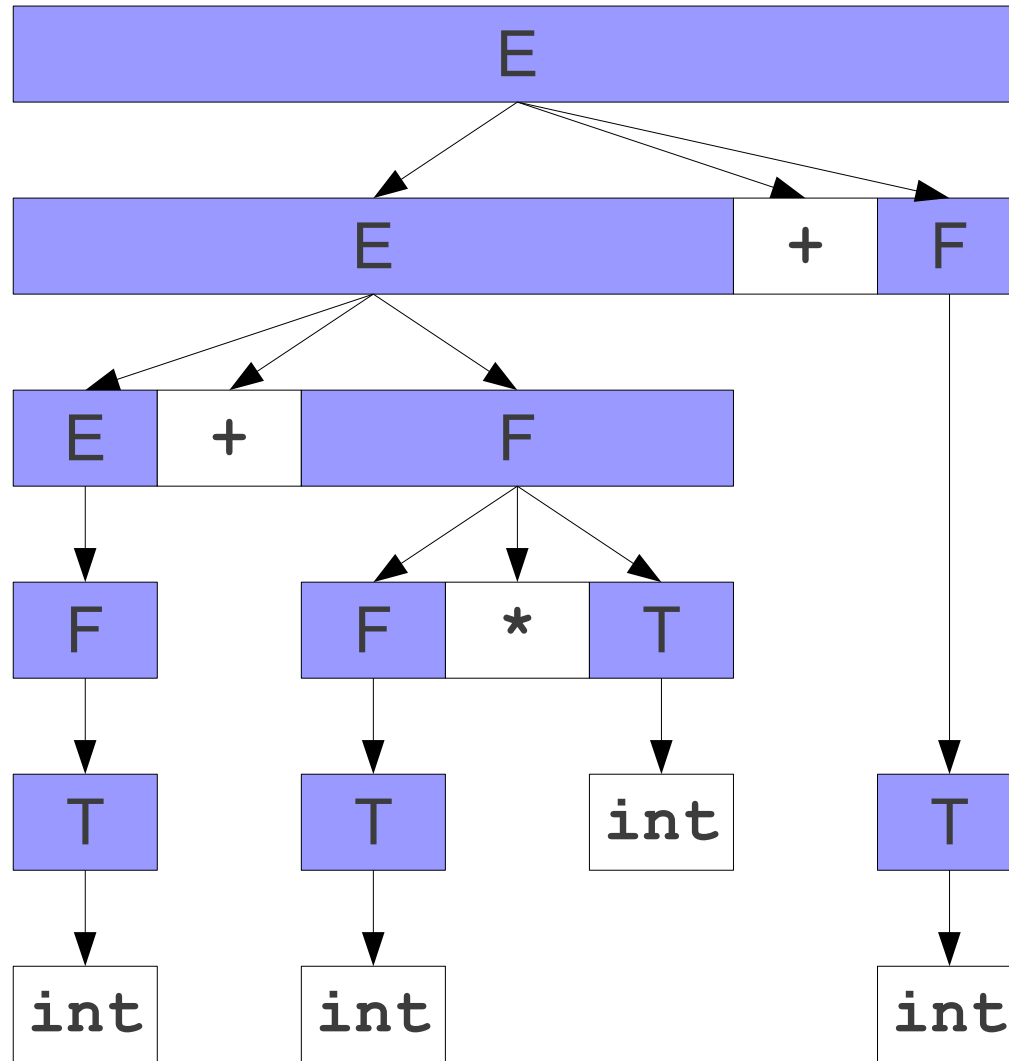 E
E + F
E + F
F F * T
T T int T
int int int